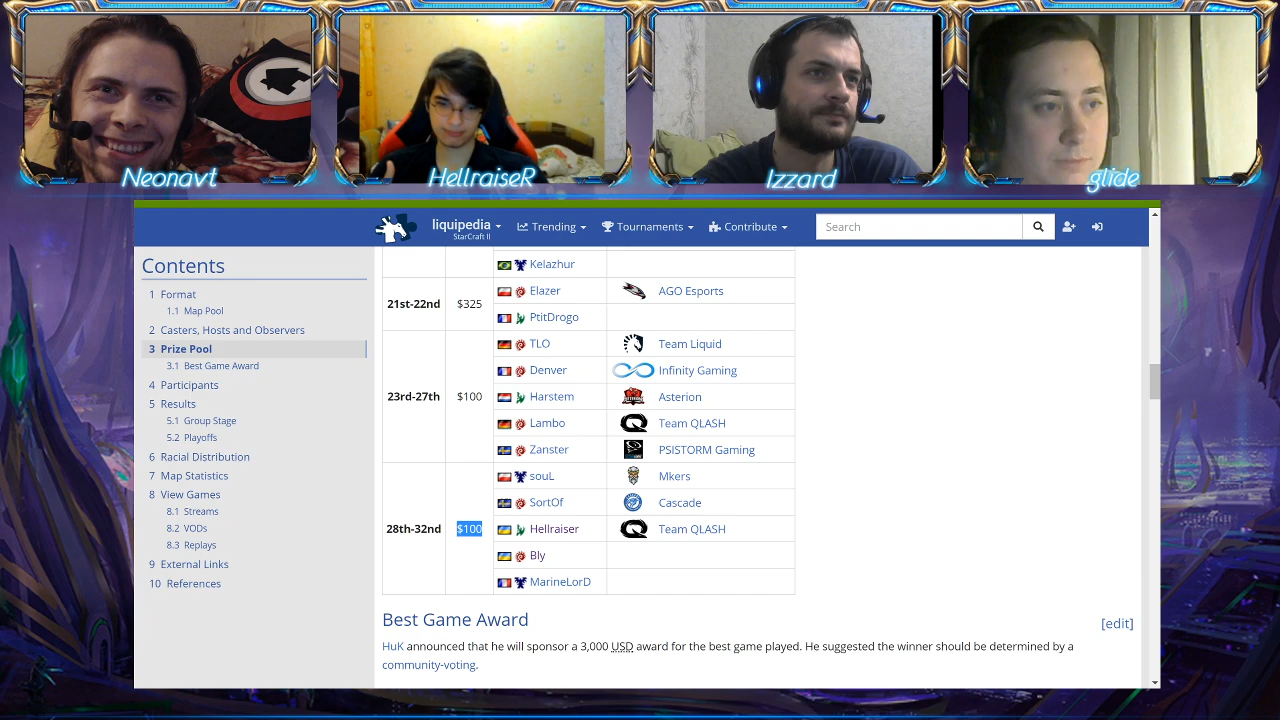 Neonavt
HellraiseR
Izzard
glide
liquipedia
StarCraft II
Trending
Tournaments
Contribute
Search
Contents
1 Format
1.1 Map Pool
2 Casters, Hosts and Observers
3 Prize Pool
3.1 Best Game Award
4 Participants
5 Results
5.1 Group Stage
5.2 Playoffs
6 Racial Distribution
7 Map Statistics
8 View Games
8.1 Streams
8.2 VODs
8.3 Replays
9 External Links
10 References
Kelazhur
21st-22nd $325
Elazer AGO Esports
PtitDrogo
23rd-27th $100
TLO Team Liquid
Denver Infinity Gaming
Harstem Asterion
Lambo Team QLASH
Zanster PSISTORM Gaming
28th-32nd $100
souL Mkers
SortOf Cascade
Hellraiser Team QLASH
Bly
MarineLorD
Best Game Award [edit]
HuK announced that he will sponsor a 3,000 USD award for the best game played. He suggested the winner should be determined by a
community-voting.